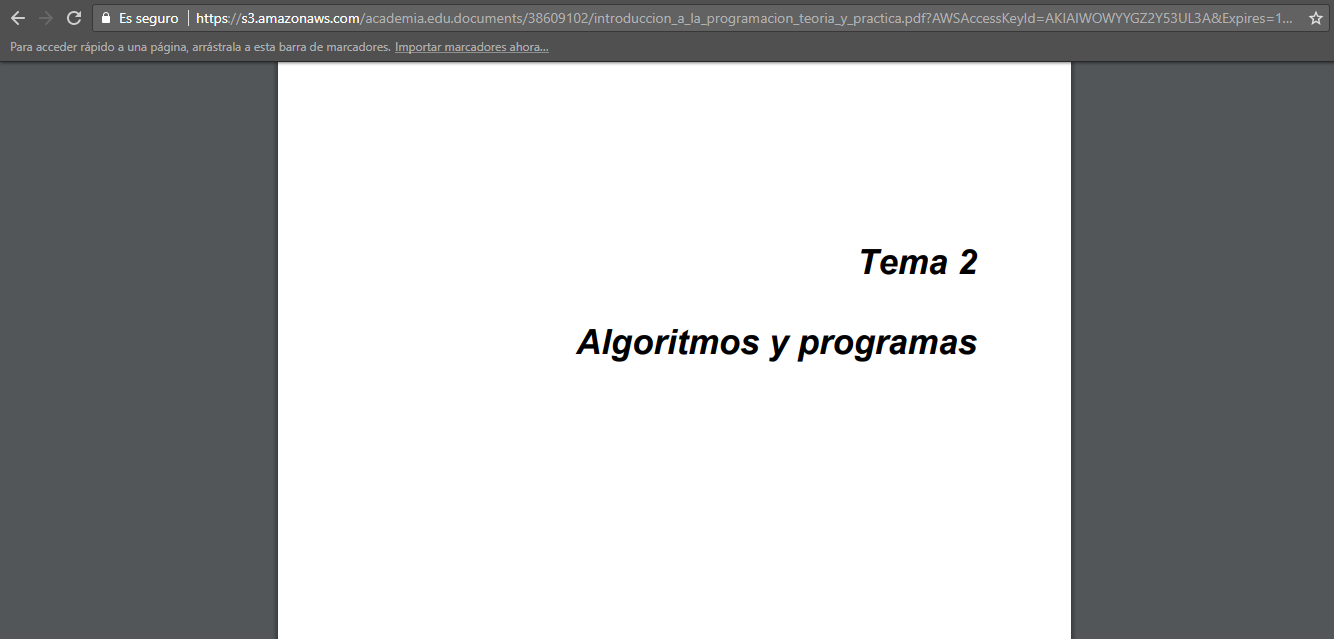 Es seguro | https://s3.amazonaws.com/academia.edu.documents/38609102/introduccion_a_la_programacion_teoria_y_practica.pdf?AWSAccessKeyId=AKIAIWOWYYGZ2Y53UL3A&Expires=1...
Para acceder rápido a una página, arrástrala a esta barra de marcadores. Importar marcadores ahora...
Tema 2
Algoritmos y programas